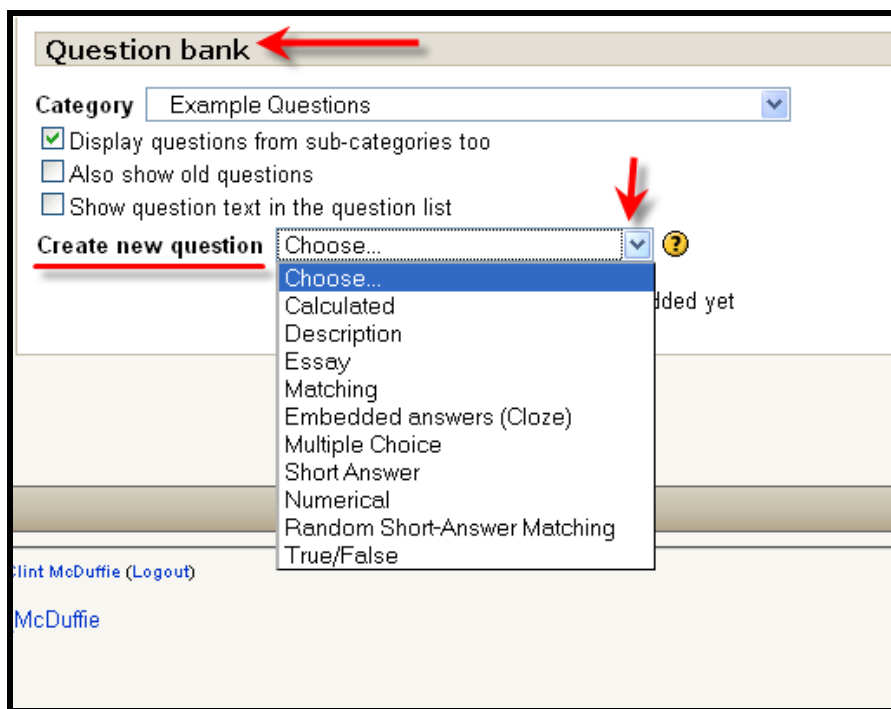 Question bank
Category Example Questions
Display questions from sub-categories too
Also show old questions
Show question text in the question list
Create new question Choose... ?
Choose...
Calculated
yet
Description
Essay
Matching
Embedded answers (Cloze)
Multiple Choice
Short Answer
Numerical
Random Short-Answer Matching
True/False
McDuffie (Logout)
McDuffie